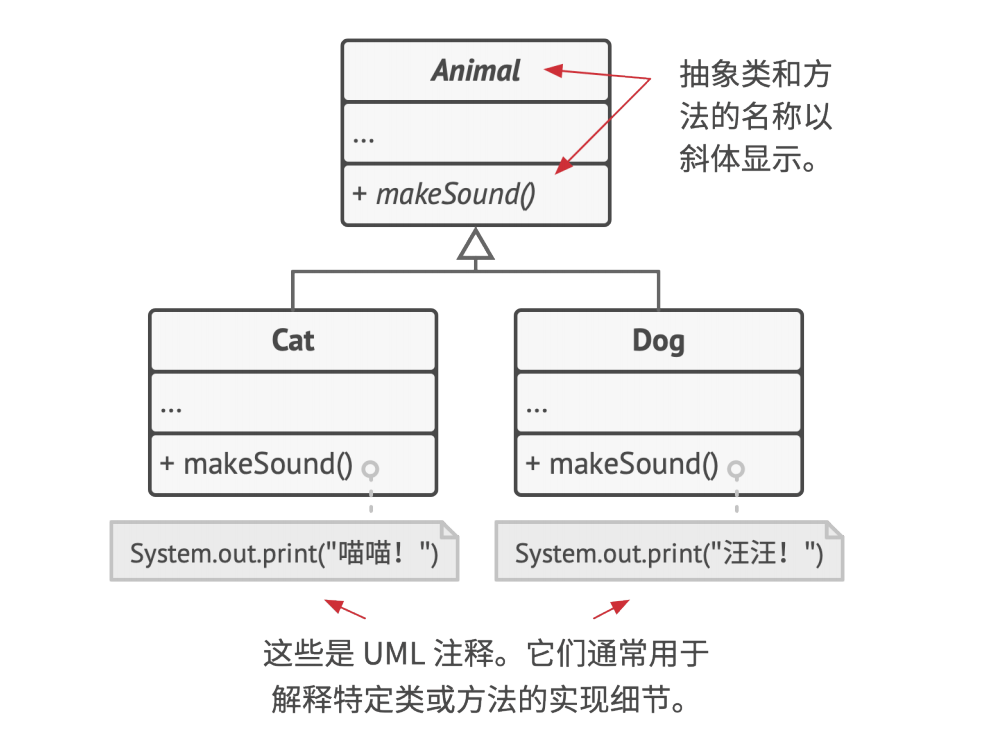 Animal
...
+ makeSound()
抽象类和方
法的名称以
斜体显示。
Cat
...
+ makeSound()
System.out.print("喵喵！")
Dog
...
+ makeSound()
System.out.print("汪汪！")
这些是 UML 注释。它们通常用于
解释特定类或方法的实现细节。